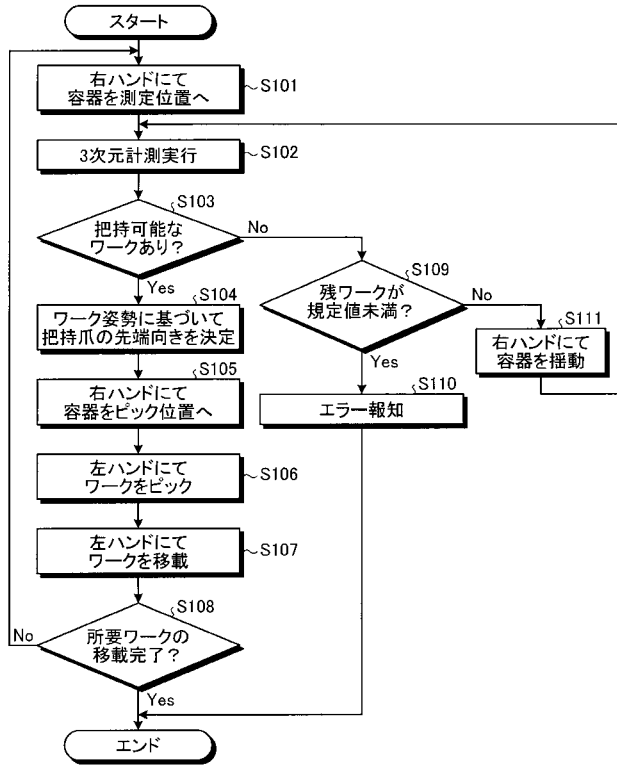 スタート
右ハンドにて
容器を測定位置へ
S101
3次元計測実行
S102
S103
把持可能な
ワークあり?
No
Yes
S104
ワーク姿勢に基づいて
把持爪の先端向きを決定
S105
右ハンドにて
容器をピック位置へ
左ハンドにて
ワークをピック
S106
左ハンドにて
ワークを移載
S107
S108
所要ワークの
移載完了?
No
Yes
エンド
S109
残ワークが
規定値未満?
No
Yes
S110
エラー報知
S111
右ハンドにて
容器を揺動